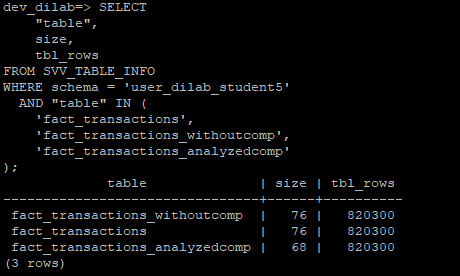 dev_dilab=> SELECT
    "table",
    size,
    tbl_rows
FROM SVV_TABLE_INFO
WHERE schema = 'user_dilab_student5'
  AND "table" IN (
    'fact_transactions',
    'fact_transactions_withoutcomp',
    'fact_transactions_analyzedcomp'
);
             table              | size | tbl_rows
--------------------------------+------+----------
 fact_transactions_withoutcomp  |   76 |   820300
 fact_transactions              |   76 |   820300
 fact_transactions_analyzedcomp |   68 |   820300
(3 rows)